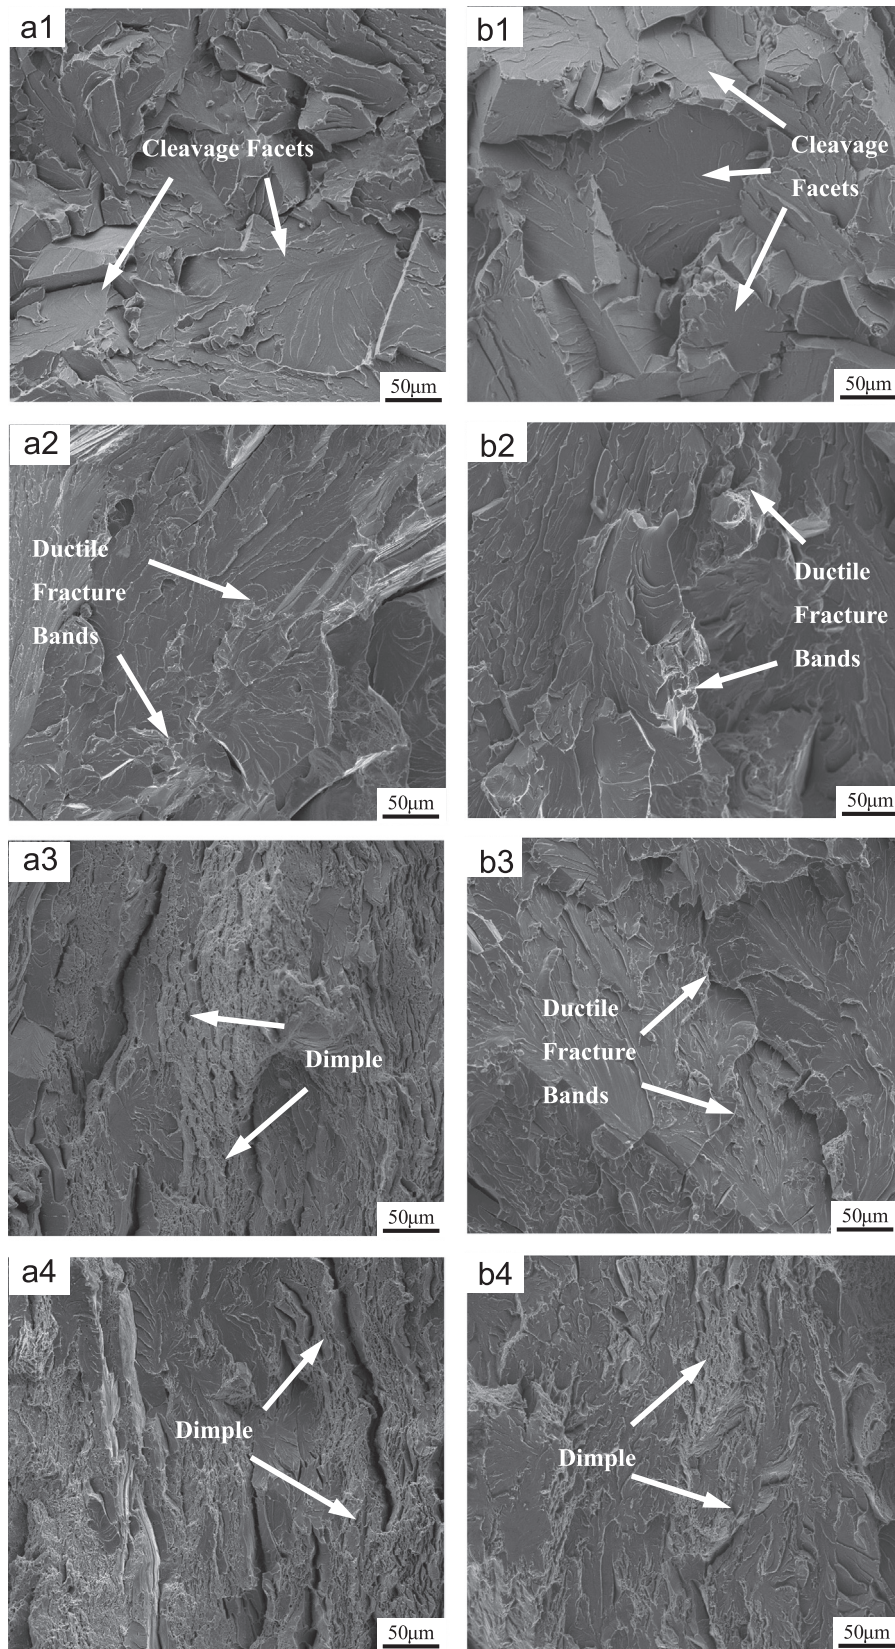 a1
Cleavage Facets
50μm
b1
Cleavage
Facets
50μm
a2
Ductile
Fracture
Bands
50μm
b2
Ductile
Fracture
Bands
50μm
a3
Dimple
50μm
b3
Ductile
Fracture
Bands
50μm
a4
Dimple
50μm
b4
Dimple
50μm